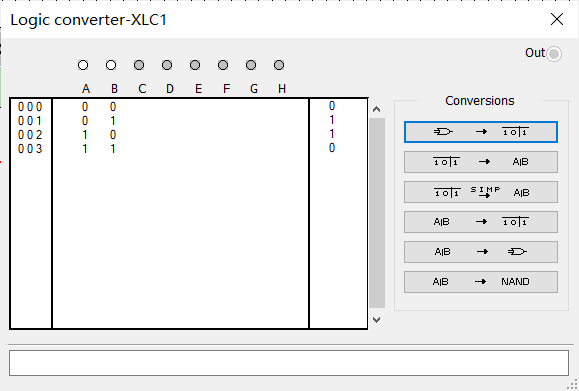 Logic converter-XLC1
Out
A B C D E F G H
000 0 0 0
001 0 1 1
002 1 0 1
003 1 1 0
Conversions
→ 10|1
10|1 → A|B
10|1 SIMP → A|B
A|B → 10|1
A|B →
A|B → NAND